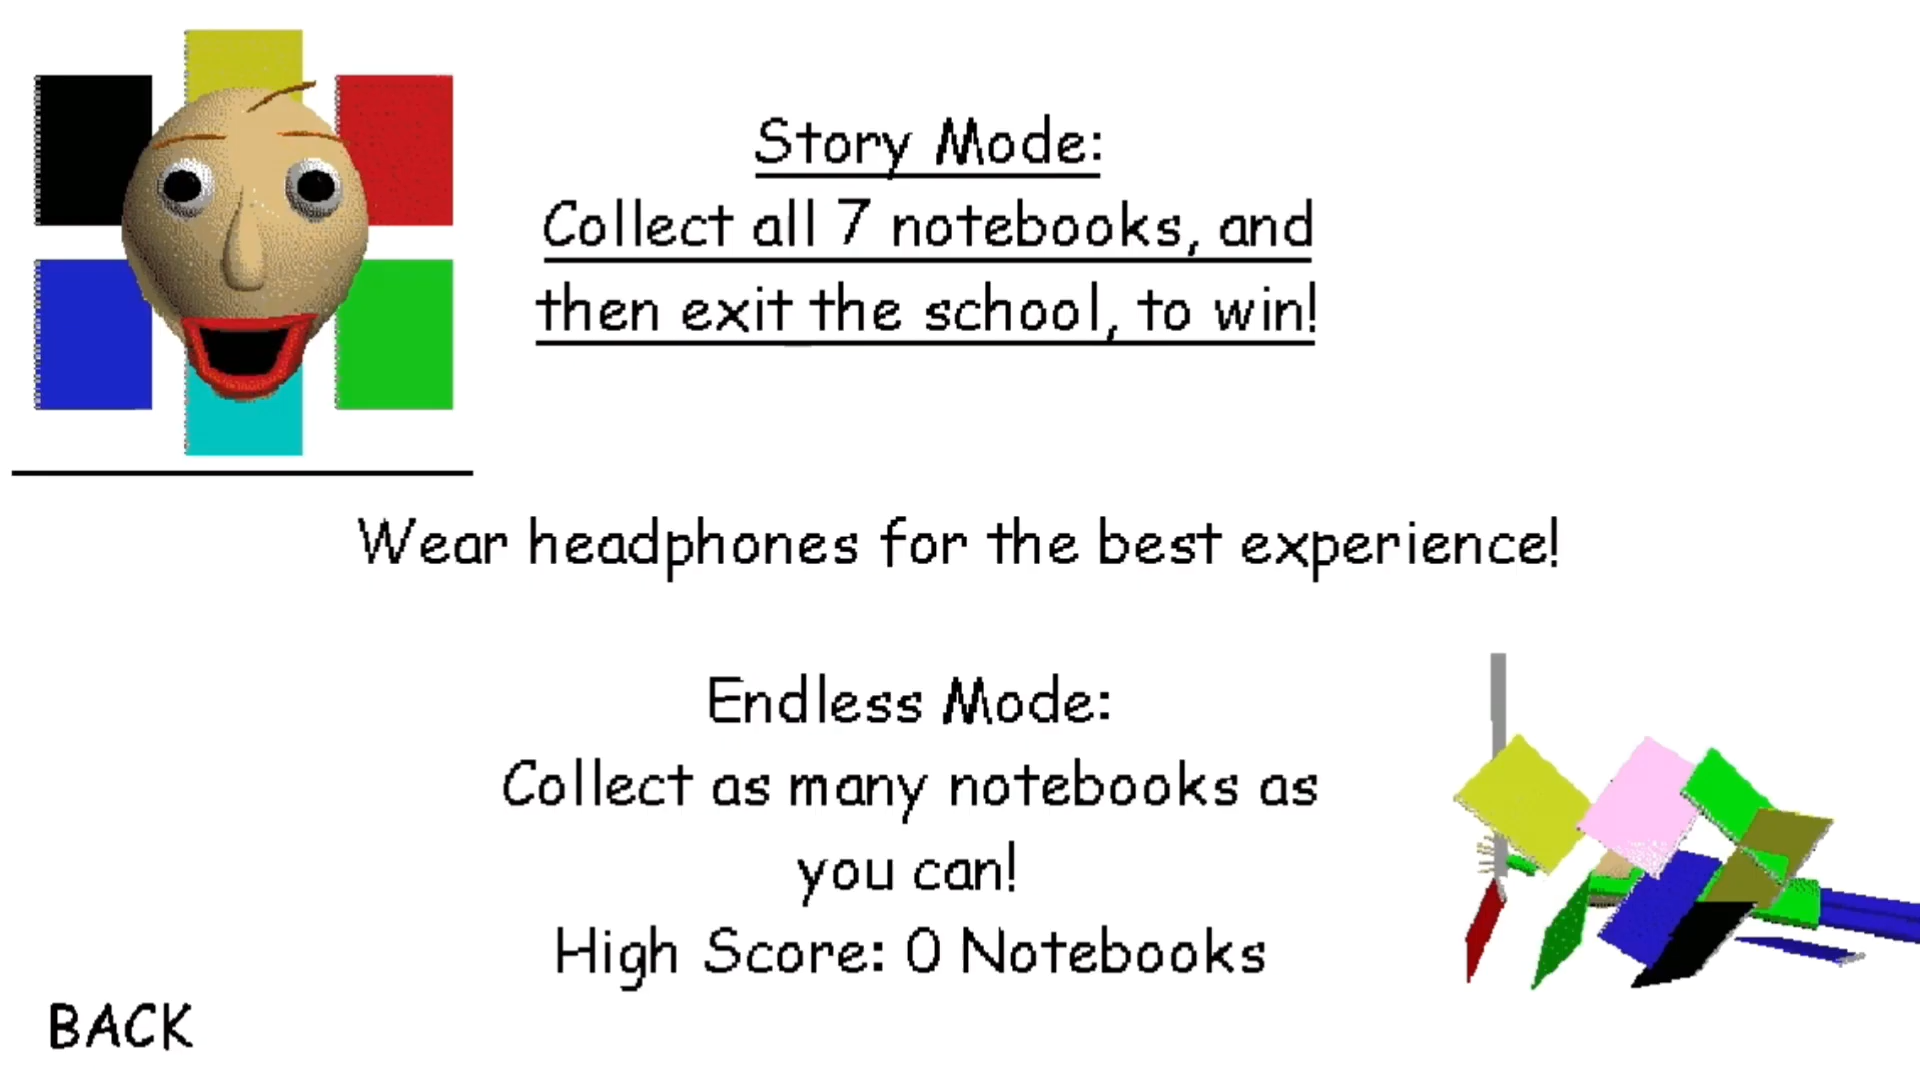 Story Mode:
Collect all 7 notebooks, and
then exit the school, to win!
Wear headphones for the best experience!
Endless Mode:
Collect as many notebooks as
you can!
High Score: 0 Notebooks
BACK